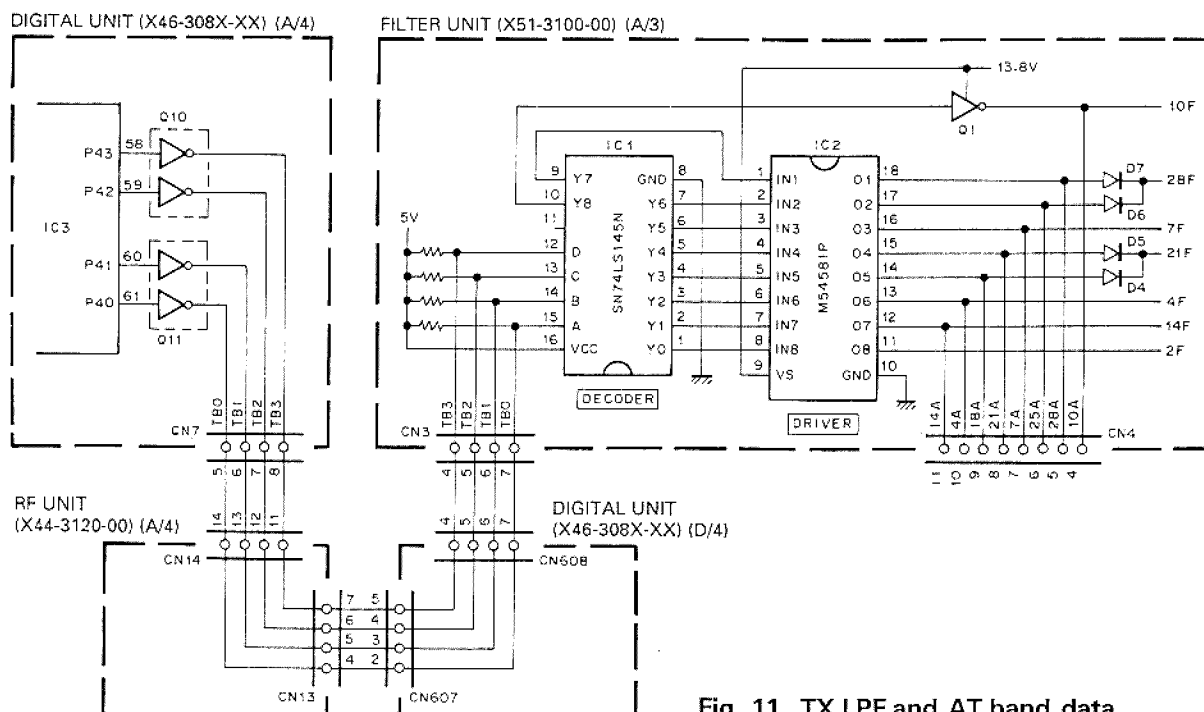 DIGITAL UNIT (X46-308X-XX) (A/4)
FILTER UNIT (X51-3100-00) (A/3)
13.8V
Q1
10F
Q10
P43 58
P42 59
IC3
P41 60
P40 61
Q11
IC1
SN74LS145N
9 Y7
10 Y8
11
12 D
13 C
14 B
15 A
16 VCC
GND 8
Y6 7
Y5 6
Y4 5
Y3 4
Y2 3
Y1 2
Y0 1
5V
DECODER
IC2
M54581P
1 IN1
2 IN2
3 IN3
4 IN4
5 IN5
6 IN6
7 IN7
8 IN8
9 VS
O1 18
O2 17
O3 16
O4 15
O5 14
O6 13
O7 12
O8 11
GND 10
DRIVER
D7
D6
D5
D4
28F
7F
21F
4F
14F
2F
TB0 TB1 TB2 TB3
CN7
5 6 7 8
TB3 TB2 TB1 TB0
CN3
4 5 6 7
14A 4A 18A 21A 7A 25A 28A 10A
CN4
11 10 9 8 7 6 5 4
RF UNIT
(X44-3120-00) (A/4)
14 13 12 11
CN14
DIGITAL UNIT
(X46-308X-XX) (D/4)
4 5 6 7
CN608
7 5
6 4
5 3
4 2
CN13
CN607
Fig. 11 TX LPF and AT band data